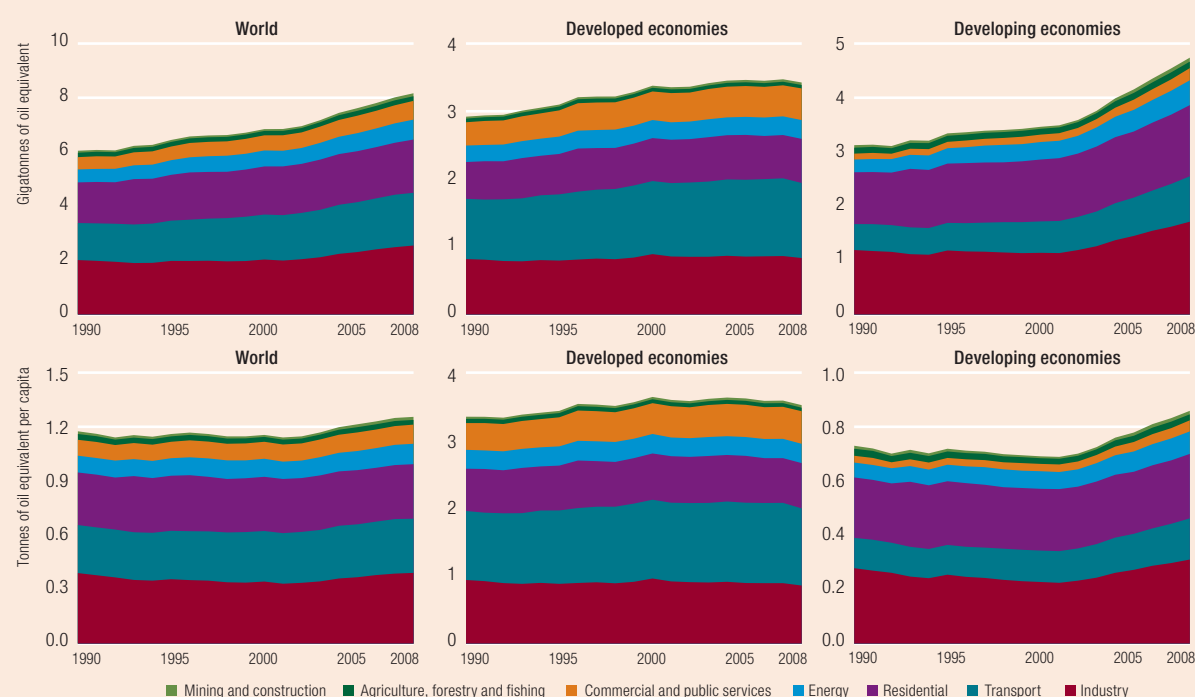 World
Developed economies
Developing economies
Gigatonnes of oil equivalent
10
8
6
4
2
0
1990 1995 2000 2005 2008
4
3
2
1
0
1990 1995 2000 2005 2008
5
4
3
2
1
0
1990 1995 2000 2005 2008
World
Developed economies
Developing economies
Tonnes of oil equivalent per capita
1.5
1.2
0.9
0.6
0.3
0.0
1990 1995 2000 2005 2008
4
3
2
1
0
1990 1995 2000 2005 2008
1.0
0.8
0.6
0.4
0.2
0.0
1990 1995 2000 2005 2008
Mining and construction Agriculture, forestry and fishing Commercial and public services Energy Residential Transport Industry